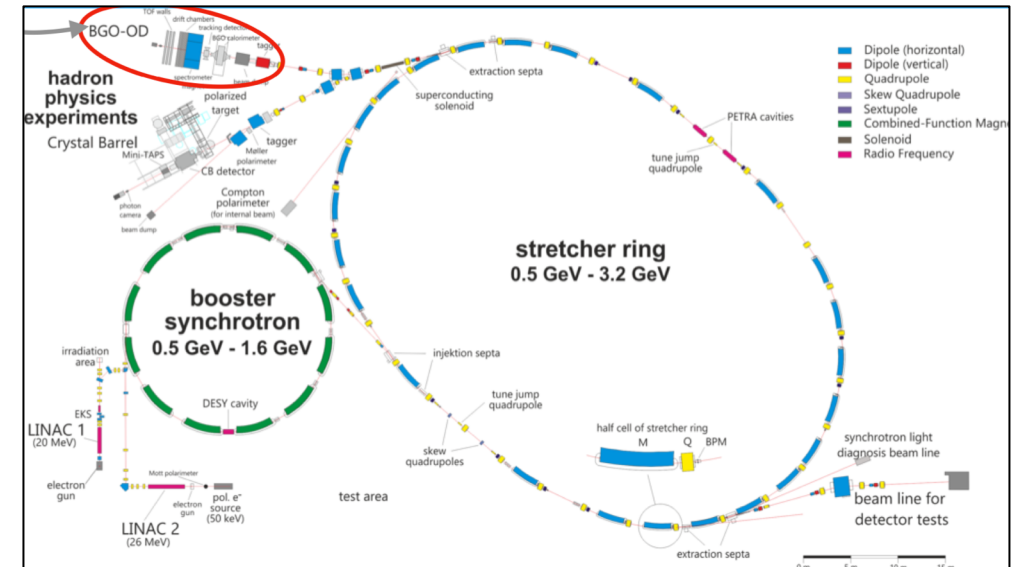 TOF walls
drift chambers
tracking detector
BGO calorimeter
BGO-OD
tagger
spectrometer
beam dump
hadron
physics
experiments
polarized
target
Crystal Barrel
Mini-TAPS
tagger
Møller
polarimeter
CB detector
photon
camera
beam dump
Compton
polarimeter
(for internal beam)
extraction septa
superconducting
solenoid
PETRA cavities
tune jump
quadrupole
Dipole (horizontal)
Dipole (vertical)
Quadrupole
Skew Quadrupole
Sextupole
Combined-Function Magne
Solenoid
Radio Frequency
stretcher ring
0.5 GeV - 3.2 GeV
booster
synchrotron
0.5 GeV - 1.6 GeV
DESY cavity
irradiation
area
EKS
LINAC 1
(20 MeV)
electron
gun
Mott polarimeter
electron
gun
pol. e⁻
source
(50 keV)
LINAC 2
(26 MeV)
injektion septa
tune jump
quadrupole
skew
quadrupoles
test area
half cell of stretcher ring
M Q BPM
synchrotron light
diagnosis beam line
beam line for
detector tests
extraction septa